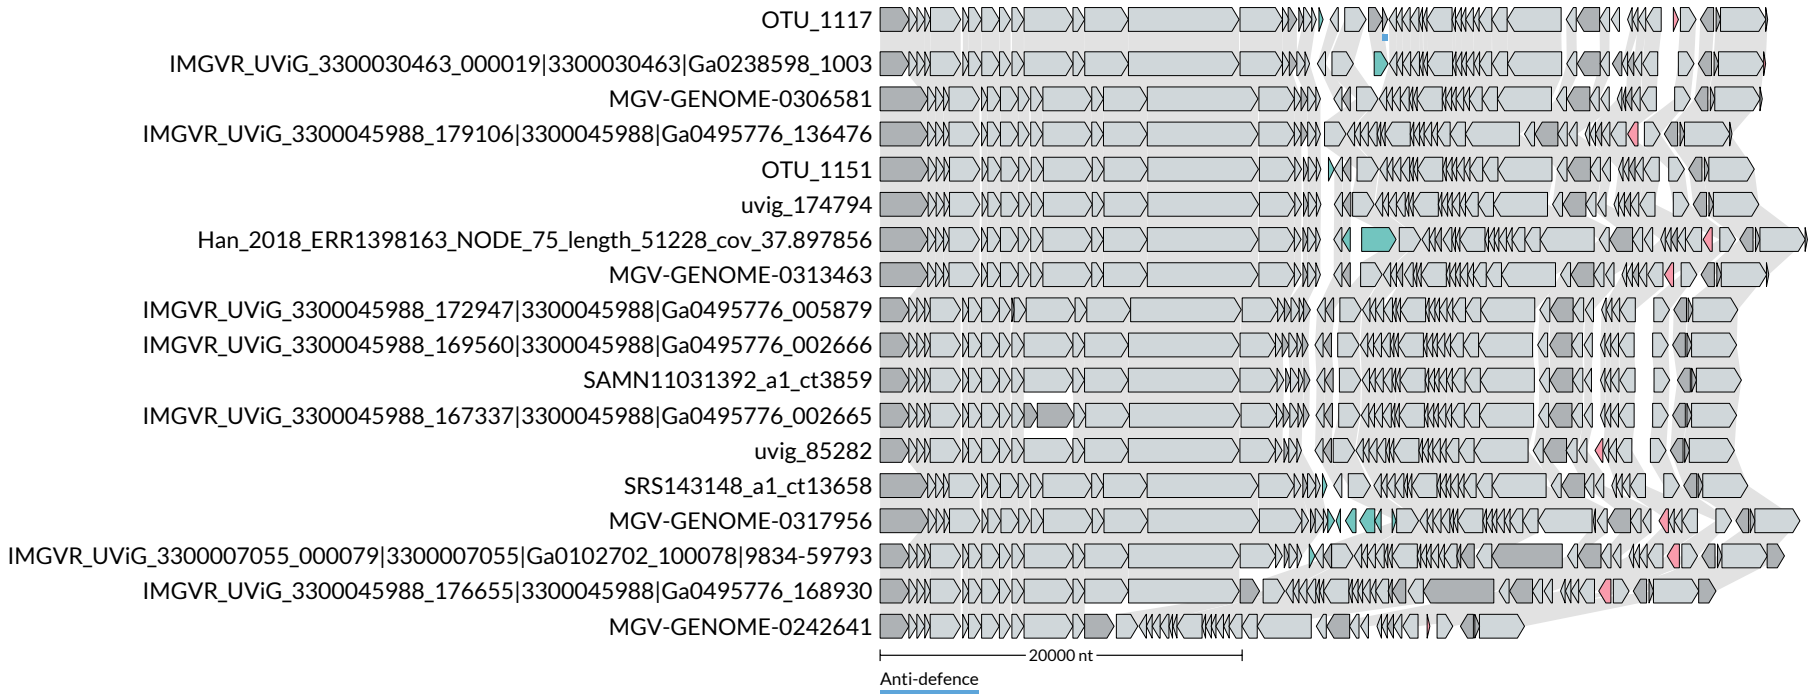 OTU_1117
IMGVR_UViG_3300030463_000019|3300030463|Ga0238598_1003
MGV-GENOME-0306581
IMGVR_UViG_3300045988_179106|3300045988|Ga0495776_136476
OTU_1151
uvig_174794
Han_2018_ERR1398163_NODE_75_length_51228_cov_37.897856
MGV-GENOME-0313463
IMGVR_UViG_3300045988_172947|3300045988|Ga0495776_005879
IMGVR_UViG_3300045988_169560|3300045988|Ga0495776_002666
SAMN11031392_a1_ct3859
IMGVR_UViG_3300045988_167337|3300045988|Ga0495776_002665
uvig_85282
SRS143148_a1_ct13658
MGV-GENOME-0317956
IMGVR_UViG_3300007055_000079|3300007055|Ga0102702_100078|9834-59793
IMGVR_UViG_3300045988_176655|3300045988|Ga0495776_168930
MGV-GENOME-0242641
20000 nt
Anti-defence